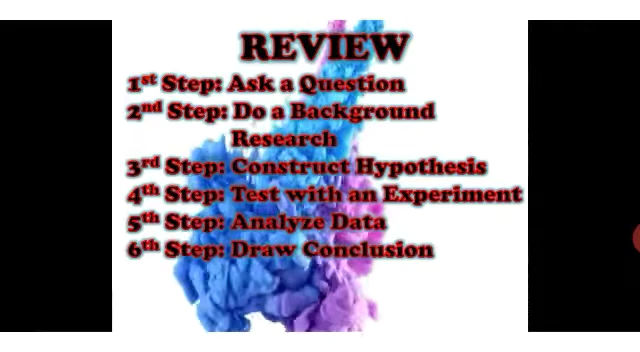 REVIEW
1st Step: Ask a Question
2nd Step: Do a Background
Research
3rd Step: Construct Hypothesis
4th Step: Test with an Experiment
5th Step: Analyze Data
6th Step: Draw Conclusion